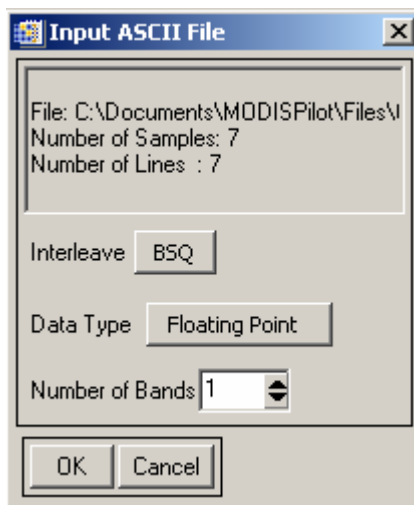 Input ASCII File
File: C:\Documents\MODISPilot\Files\
Number of Samples: 7
Number of Lines : 7
Interleave BSQ
Data Type Floating Point
Number of Bands 1
OK Cancel